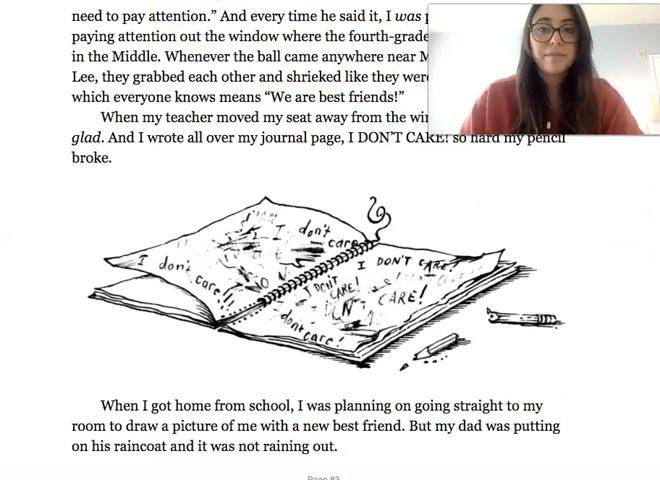 need to pay attention.” And every time he said it, I was
paying attention out the window where the fourth-grade
in the Middle. Whenever the ball came anywhere near M
Lee, they grabbed each other and shrieked like they were
which everyone knows means “We are best friends!”
When my teacher moved my seat away from the win
glad. And I wrote all over my journal page, I DON’T CARE! so hard my pencil
broke.
I don't
care
I don't
care!!!
I DON'T CARE!
I DON'T
CARE!
CARE!
don't care!
When I got home from school, I was planning on going straight to my
room to draw a picture of me with a new best friend. But my dad was putting
on his raincoat and it was not raining out.